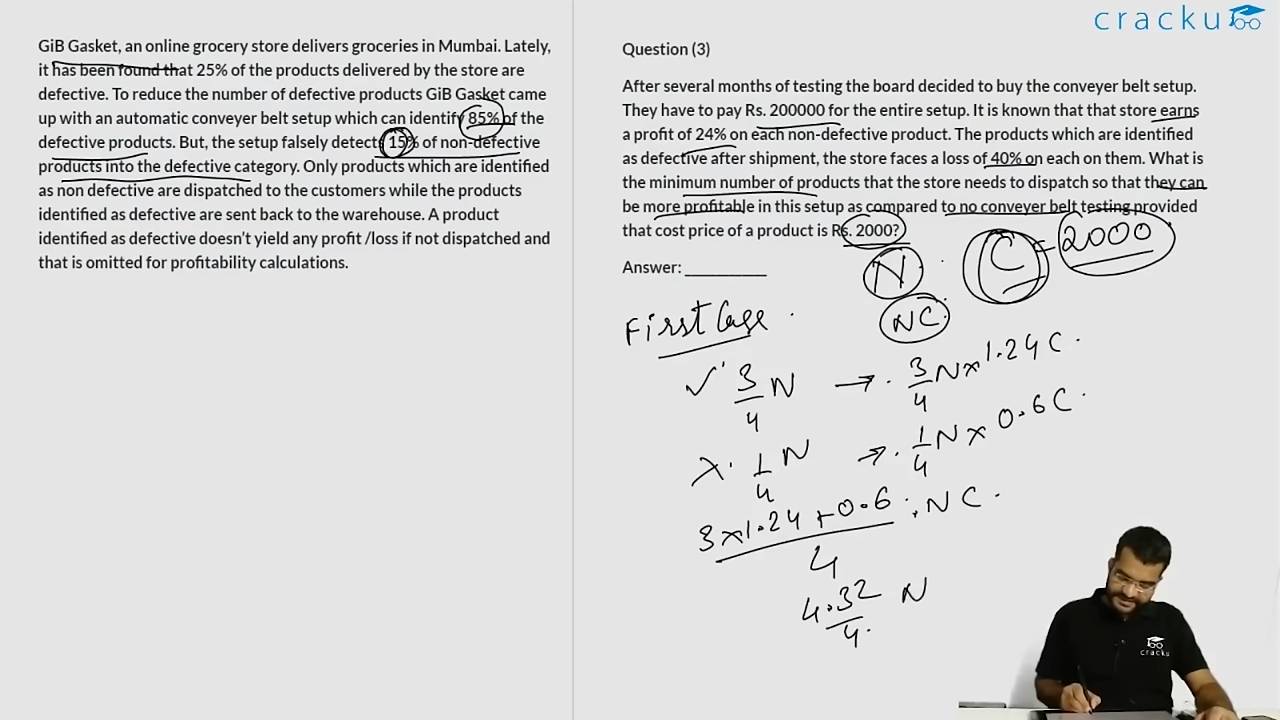 cracku
GiB Gasket, an online grocery store delivers groceries in Mumbai. Lately,
it has been found that 25% of the products delivered by the store are
defective. To reduce the number of defective products GiB Gasket came
up with an automatic conveyer belt setup which can identify 85% of the
defective products. But, the setup falsely detects 15% of non-defective
products into the defective category. Only products which are identified
as non defective are dispatched to the customers while the products
identified as defective are sent back to the warehouse. A product
identified as defective doesn't yield any profit /loss if not dispatched and
that is omitted for profitability calculations.
Question (3)
After several months of testing the board decided to buy the conveyer belt setup.
They have to pay Rs. 200000 for the entire setup. It is known that that store earns
a profit of 24% on each non-defective product. The products which are identified
as defective after shipment, the store faces a loss of 40% on each on them. What is
the minimum number of products that the store needs to dispatch so that they can
be more profitable in this setup as compared to no conveyer belt testing provided
that cost price of a product is Rs. 2000?
Answer: __________
N C = 2000
NC
First Case
✓ 3/4 N → 3/4 N × 1.24 C
× 1/4 N → 1/4 N × 0.6 C
3×1.24 + 0.6 / 4 . NC
4.32 / 4 N
cracku